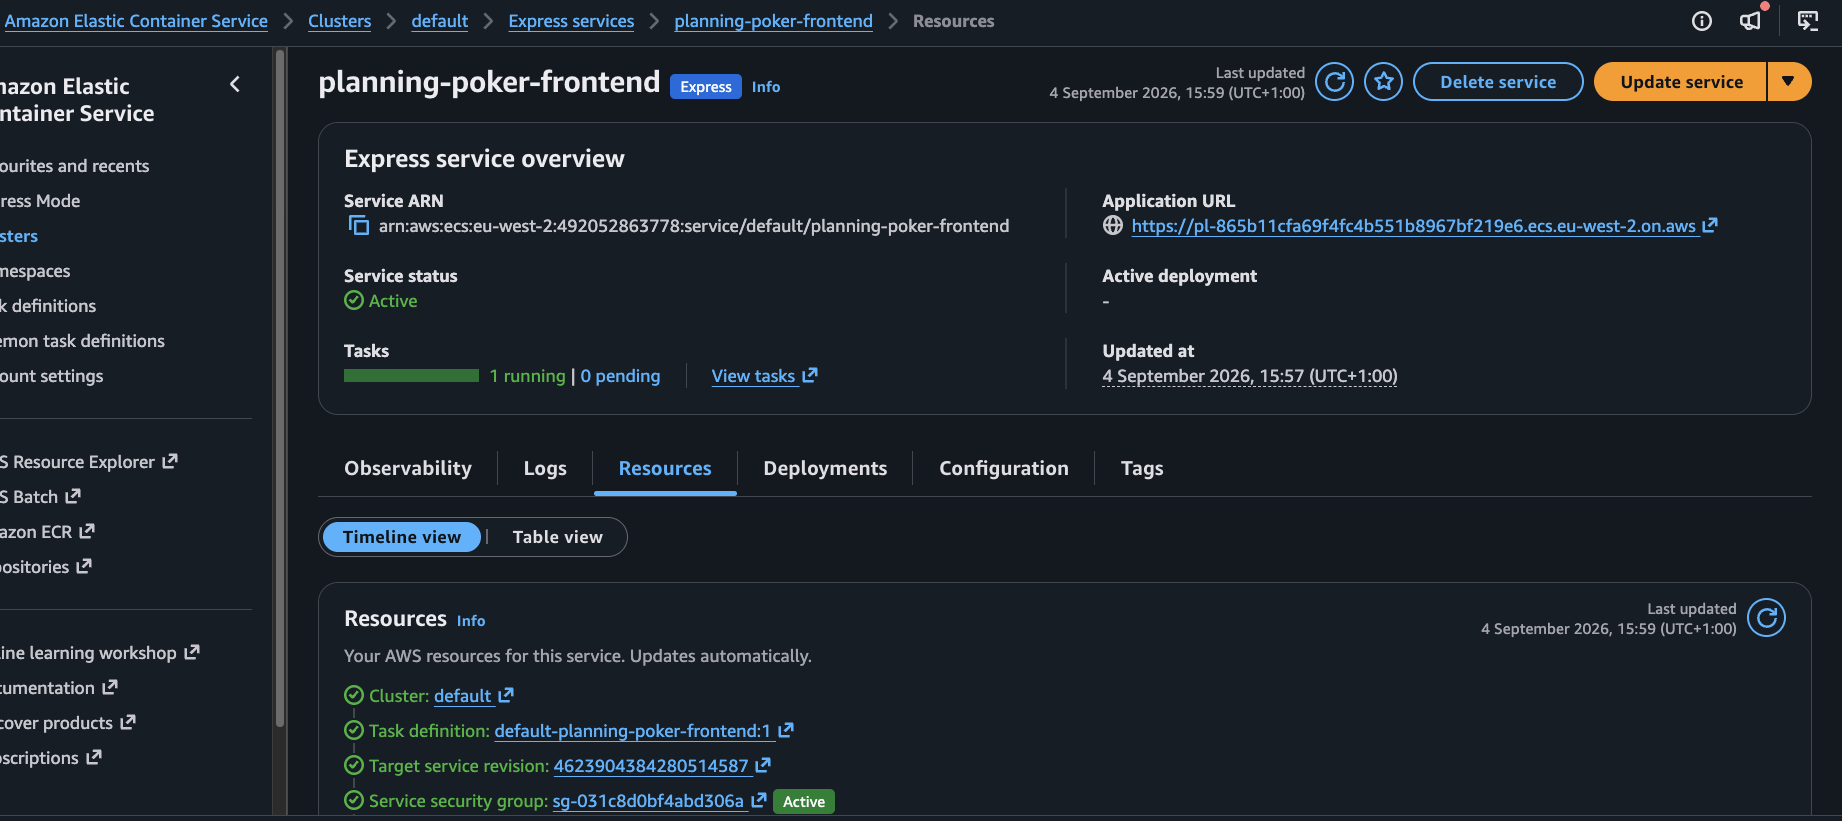 Amazon Elastic Container Service > Clusters > default > Express services > planning-poker-frontend > Resources
mazon Elastic
ntainer Service
ourites and recents
ress Mode
sters
mespaces
k definitions
emon task definitions
ount settings
S Resource Explorer
S Batch
azon ECR
ositories
line learning workshop
cumentation
cover products
scriptions
planning-poker-frontend Express Info
Last updated
4 September 2026, 15:59 (UTC+1:00)
Delete service
Update service
Express service overview
Service ARN
arn:aws:ecs:eu-west-2:492052863778:service/default/planning-poker-frontend
Application URL
https://pl-865b11cfa69f4fc4b551b8967bf219e6.ecs.eu-west-2.on.aws
Service status
Active
Active deployment
-
Tasks
1 running | 0 pending
View tasks
Updated at
4 September 2026, 15:57 (UTC+1:00)
Observability
Logs
Resources
Deployments
Configuration
Tags
Timeline view
Table view
Resources Info
Last updated
4 September 2026, 15:59 (UTC+1:00)
Your AWS resources for this service. Updates automatically.
Cluster: default
Task definition: default-planning-poker-frontend:1
Target service revision: 4623904384280514587
Service security group: sg-031c8d0bf4abd306a Active